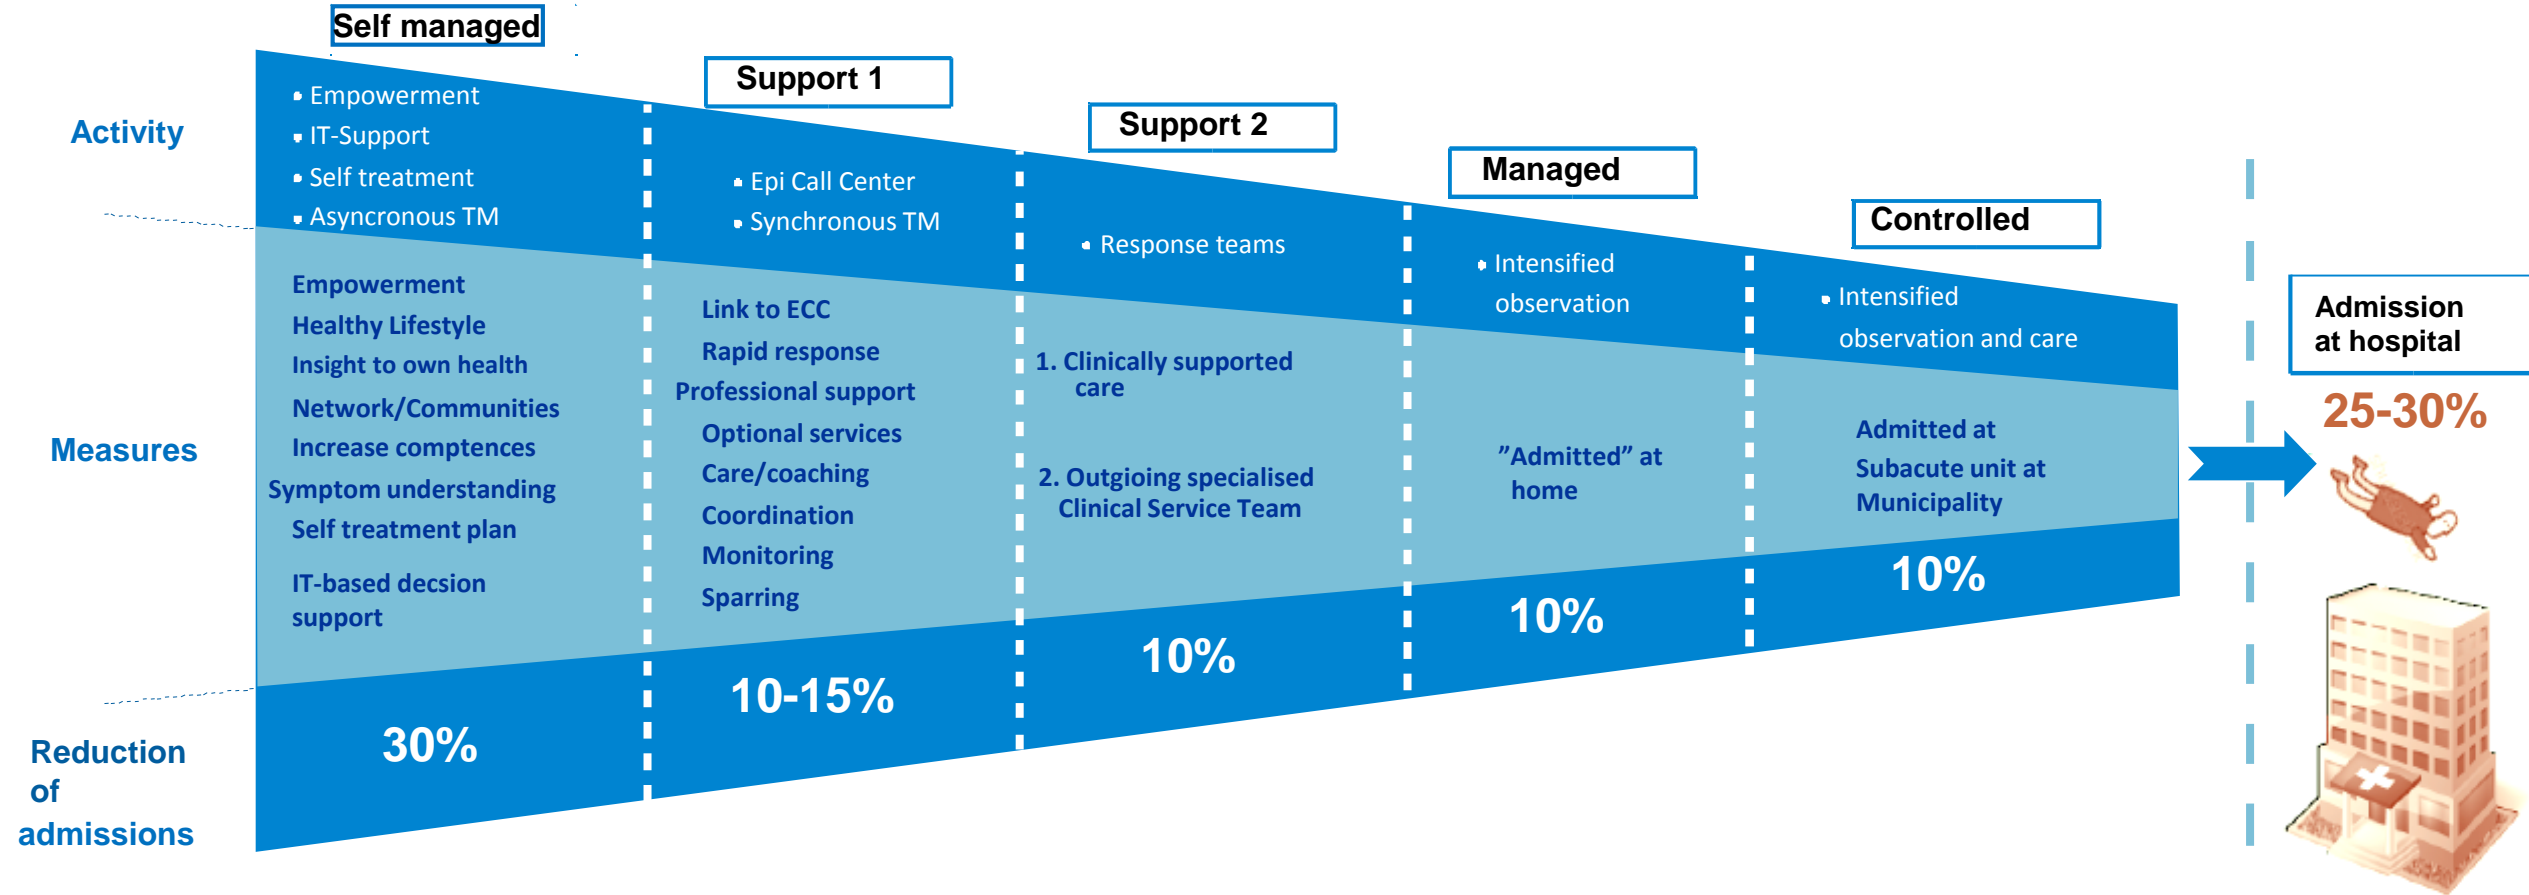 Self managed
Support 1
Support 2
Managed
Controlled
Activity
▪ Empowerment
▪ IT-Support
▪ Self treatment
▪ Asyncronous TM
▪ Epi Call Center
▪ Synchronous TM
▪ Response teams
▪ Intensified
observation
▪ Intensified
observation and care
Measures
Empowerment
Healthy Lifestyle
Insight to own health
Network/Communities
Increase comptences
Symptom understanding
Self treatment plan
IT-based decsion
support
Link to ECC
Rapid response
Professional support
Optional services
Care/coaching
Coordination
Monitoring
Sparring
1. Clinically supported
care
2. Outgioing specialised
Clinical Service Team
”Admitted” at
home
Admitted at
Subacute unit at
Municipality
Reduction
of
admissions
30%
10-15%
10%
10%
10%
Admission
at hospital
25-30%